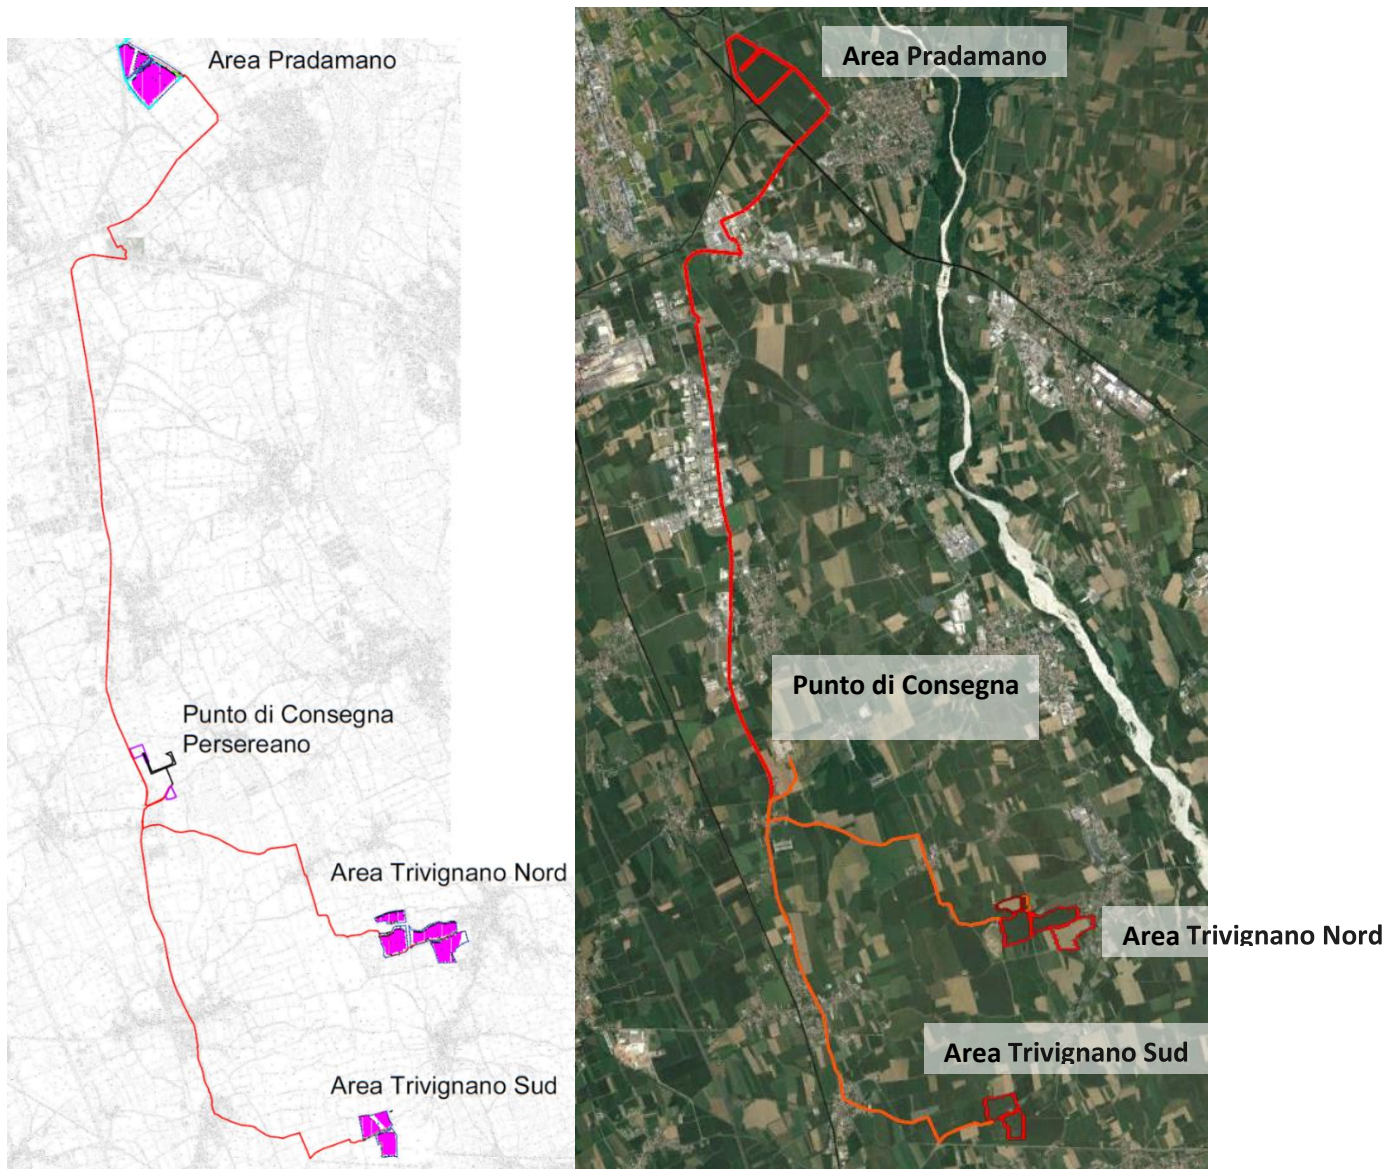 Area Pradamano
Punto di Consegna
Persereano
Area Trivignano Nord
Area Trivignano Sud
Area Pradamano
Punto di Consegna
Area Trivignano Nord
Area Trivignano Sud